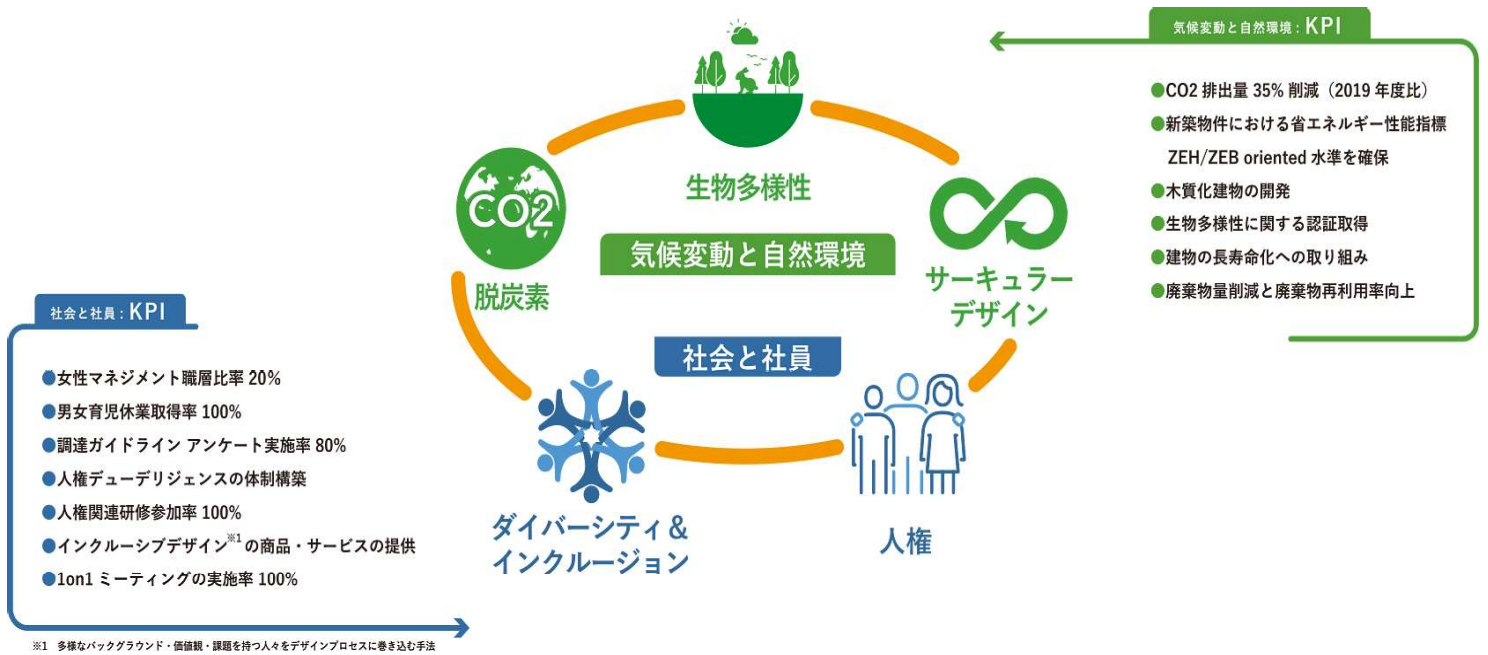 気候変動と自然環境 : KPI
●CO2 排出量 35% 削減（2019 年度比）
●新築物件における省エネルギー性能指標
ZEH/ZEB oriented 水準を確保
●木質化建物の開発
●生物多様性に関する認証取得
●建物の長寿命化への取り組み
●廃棄物量削減と廃棄物再利用率向上
生物多様性
CO2
脱炭素
サーキュラー
デザイン
気候変動と自然環境
社会と社員
ダイバーシティ＆
インクルージョン
人権
社会と社員 : KPI
●女性マネジメント職層比率 20%
●男女育児休業取得率 100%
●調達ガイドライン アンケート実施率 80%
●人権デューデリジェンスの体制構築
●人権関連研修参加率 100%
●インクルーシブデザイン※1 の商品・サービスの提供
●1on1 ミーティングの実施率 100%
※1　多様なバックグラウンド・価値観・課題を持つ人々をデザインプロセスに巻き込む手法